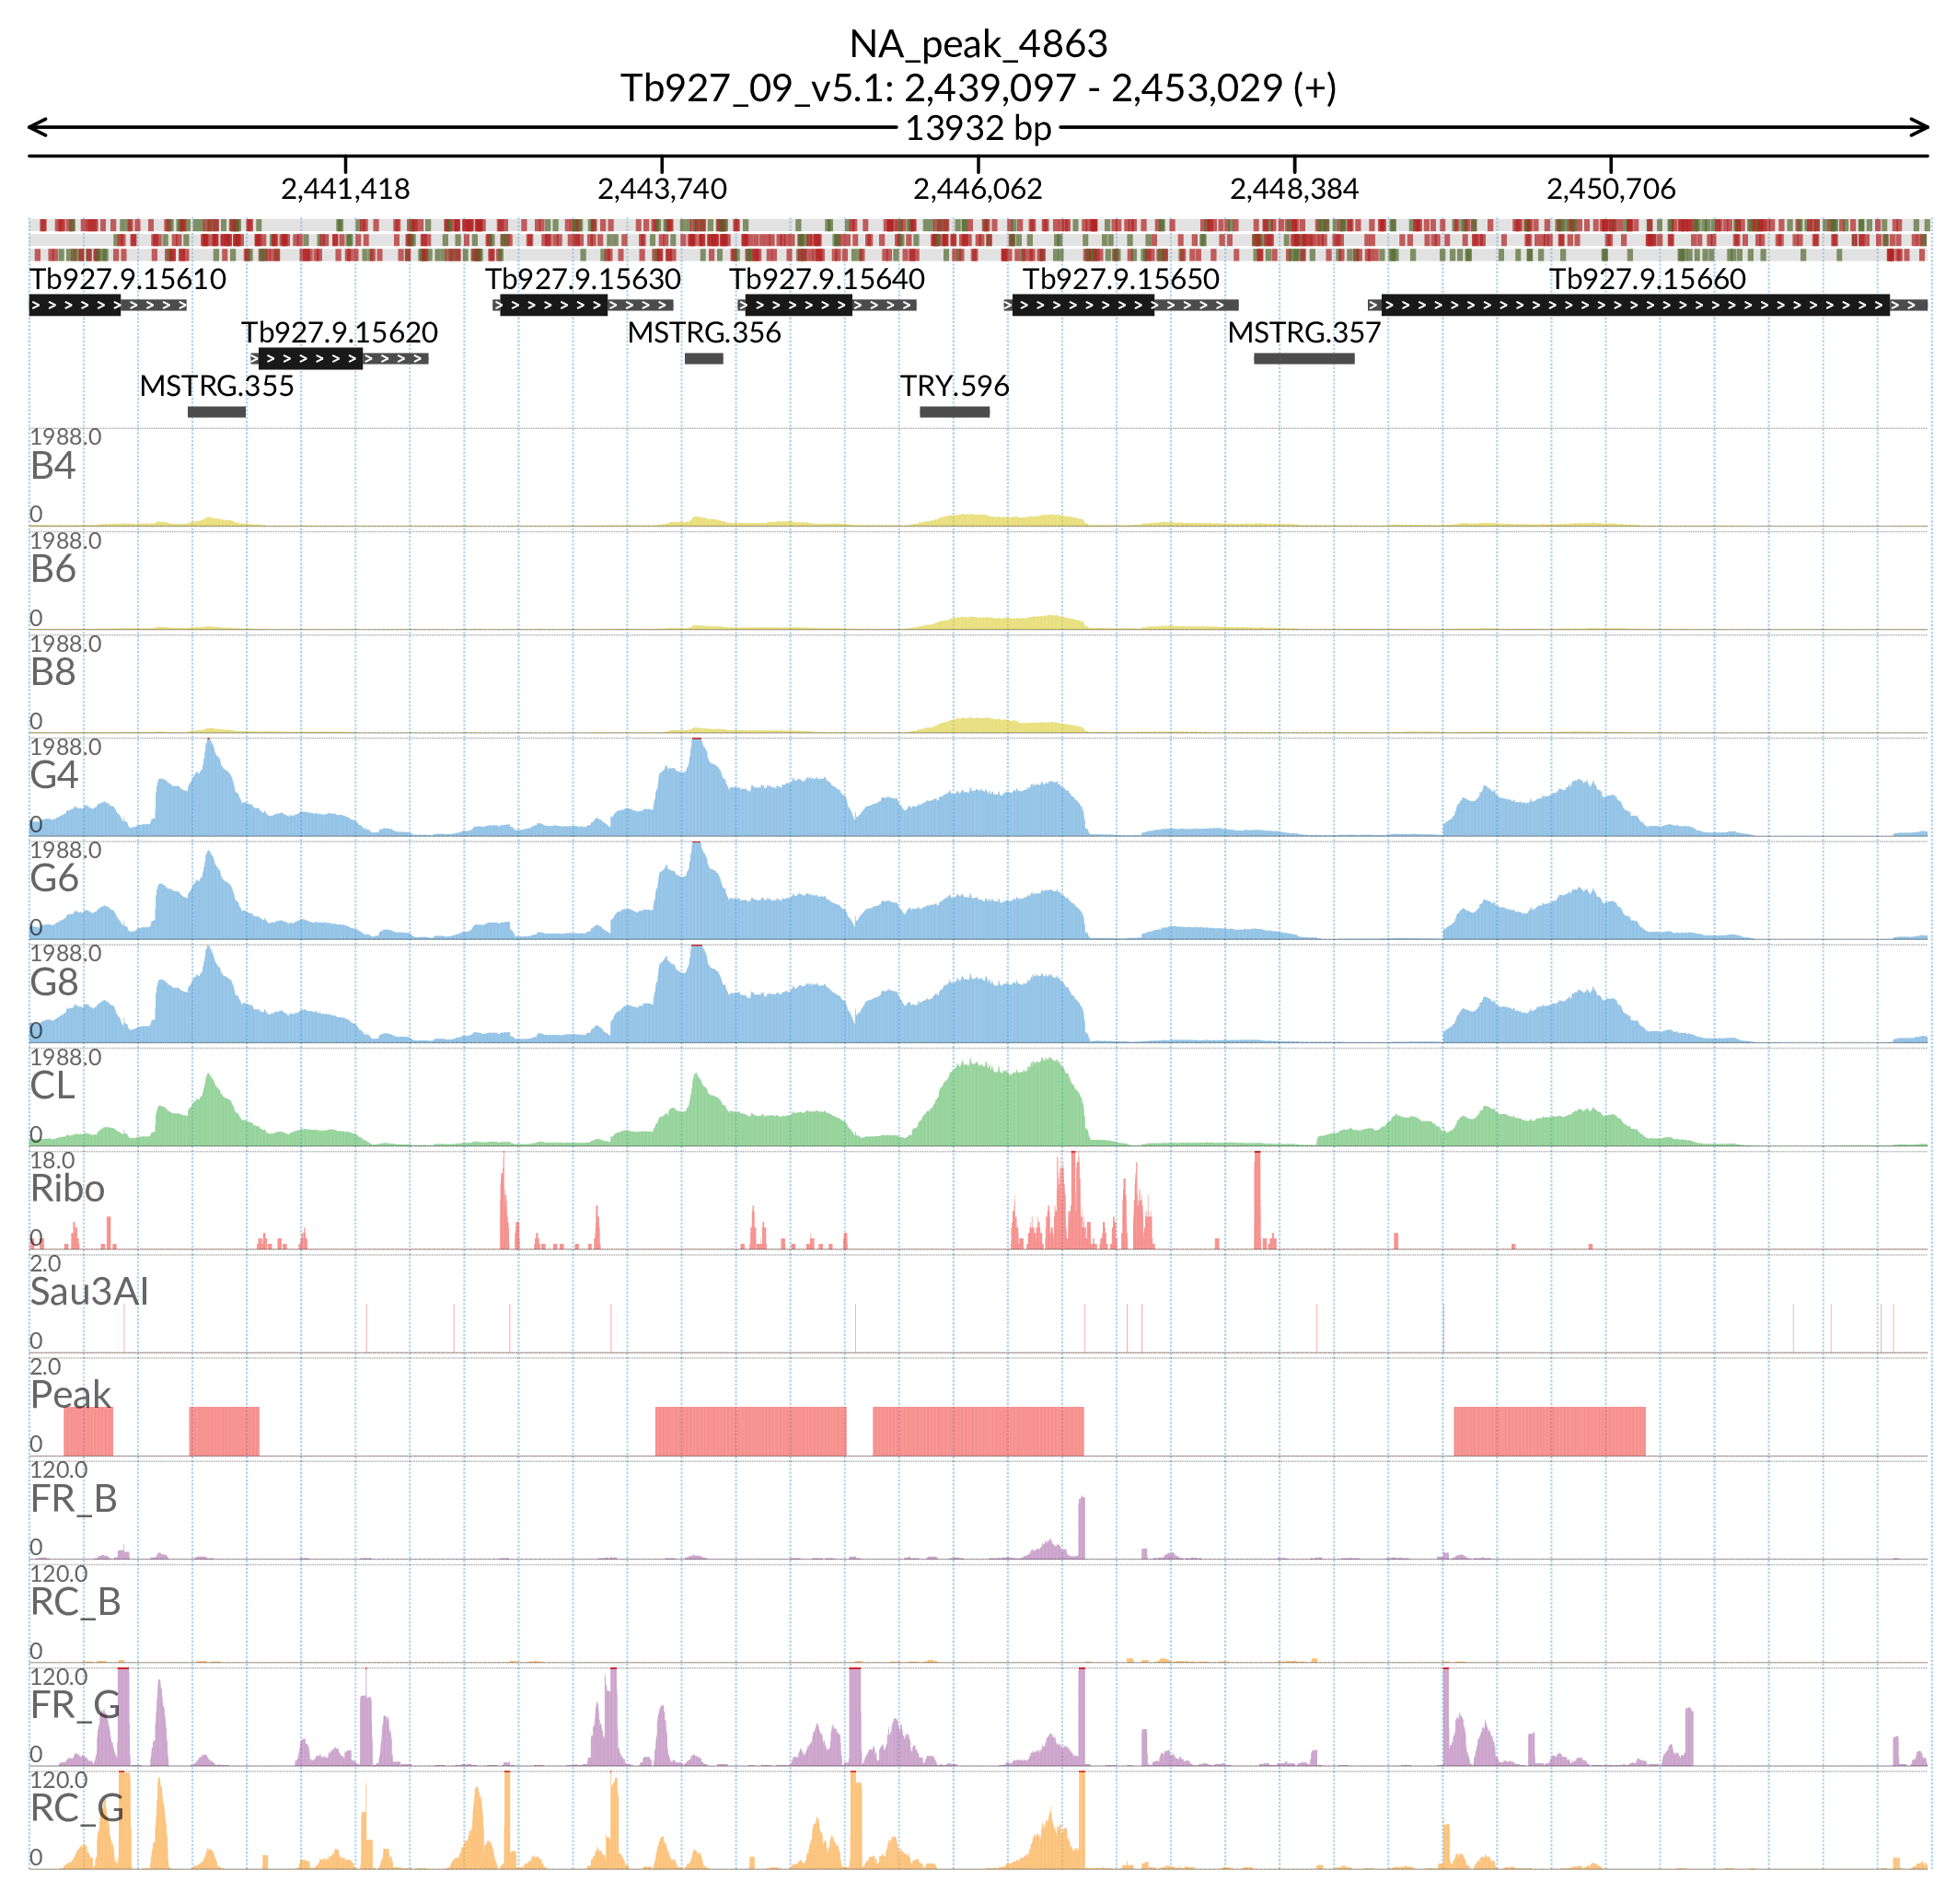 NA_peak_4863
Tb927_09_v5.1: 2,439,097 - 2,453,029 (+)
13932 bp
2,441,418 2,443,740 2,446,062 2,448,384 2,450,706
Tb927.9.15610 Tb927.9.15630 Tb927.9.15640 Tb927.9.15650 Tb927.9.15660
Tb927.9.15620 MSTRG.356 MSTRG.357
MSTRG.355 TRY.596
1988.0
B4
0
1988.0
B6
0
1988.0
B8
0
1988.0
G4
0
1988.0
G6
0
1988.0
G8
0
1988.0
CL
0
18.0
Ribo
0
2.0
Sau3AI
0
2.0
Peak
0
120.0
FR_B
0
120.0
RC_B
0
120.0
FR_G
0
120.0
RC_G
0